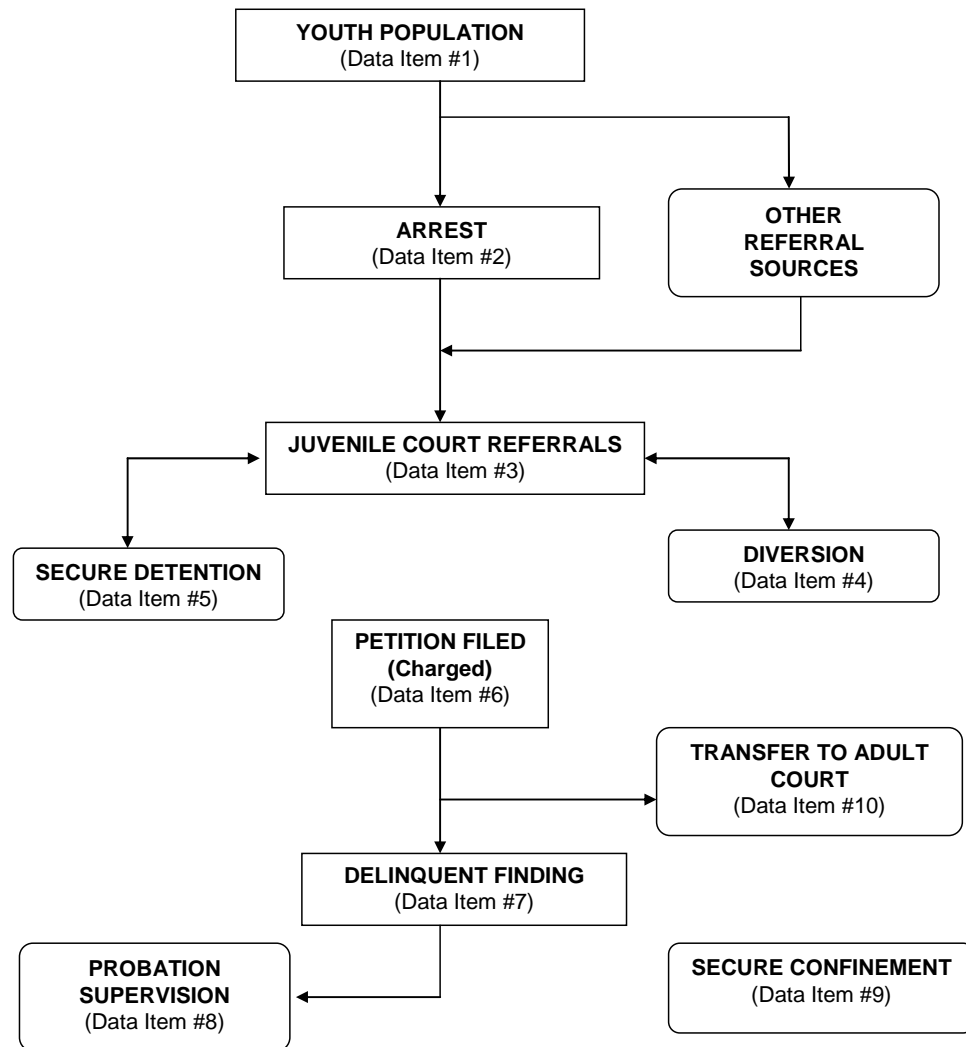 YOUTH POPULATION
(Data Item #1)
ARREST
(Data Item #2)
OTHER
REFERRAL
SOURCES
JUVENILE COURT REFERRALS
(Data Item #3)
SECURE DETENTION
(Data Item #5)
DIVERSION
(Data Item #4)
PETITION FILED
(Charged)
(Data Item #6)
TRANSFER TO ADULT
COURT
(Data Item #10)
DELINQUENT FINDING
(Data Item #7)
PROBATION
SUPERVISION
(Data Item #8)
SECURE CONFINEMENT
(Data Item #9)